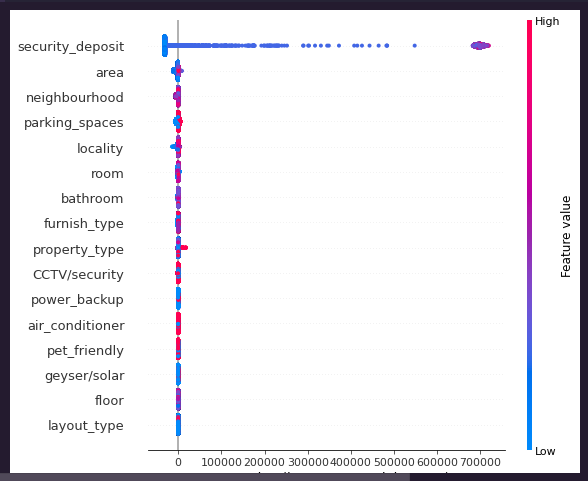 High
security_deposit
area
neighbourhood
parking_spaces
locality
room
bathroom
furnish_type
property_type
CCTV/security
power_backup
air_conditioner
pet_friendly
geyser/solar
floor
layout_type
Feature value
Low
0 100000 200000 300000 400000 500000 600000 700000